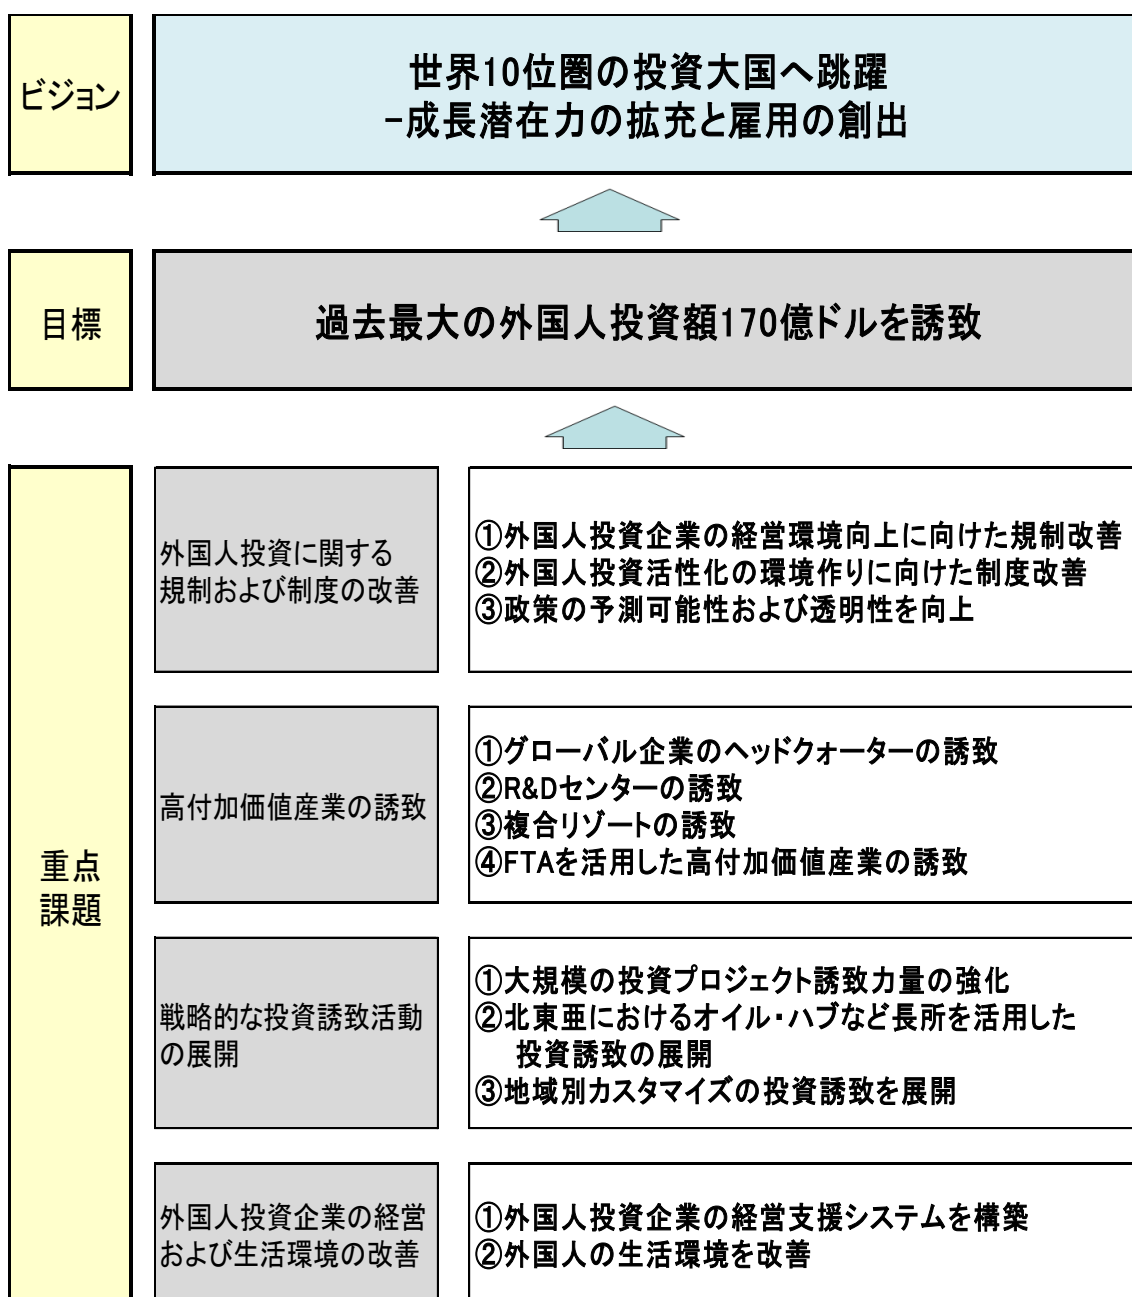 ビジョン
世界10位圏の投資大国へ跳躍
-成長潜在力の拡充と雇用の創出
目標
過去最大の外国人投資額170億ドルを誘致
重点
課題
外国人投資に関する
規制および制度の改善
①外国人投資企業の経営環境向上に向けた規制改善
②外国人投資活性化の環境作りに向けた制度改善
③政策の予測可能性および透明性を向上
高付加価値産業の誘致
①グローバル企業のヘッドクォーターの誘致
②R&Dセンターの誘致
③複合リゾートの誘致
④FTAを活用した高付加価値産業の誘致
戦略的な投資誘致活動
の展開
①大規模の投資プロジェクト誘致力量の強化
②北東亜におけるオイル・ハブなど長所を活用した
投資誘致の展開
③地域別カスタマイズの投資誘致を展開
外国人投資企業の経営
および生活環境の改善
①外国人投資企業の経営支援システムを構築
②外国人の生活環境を改善